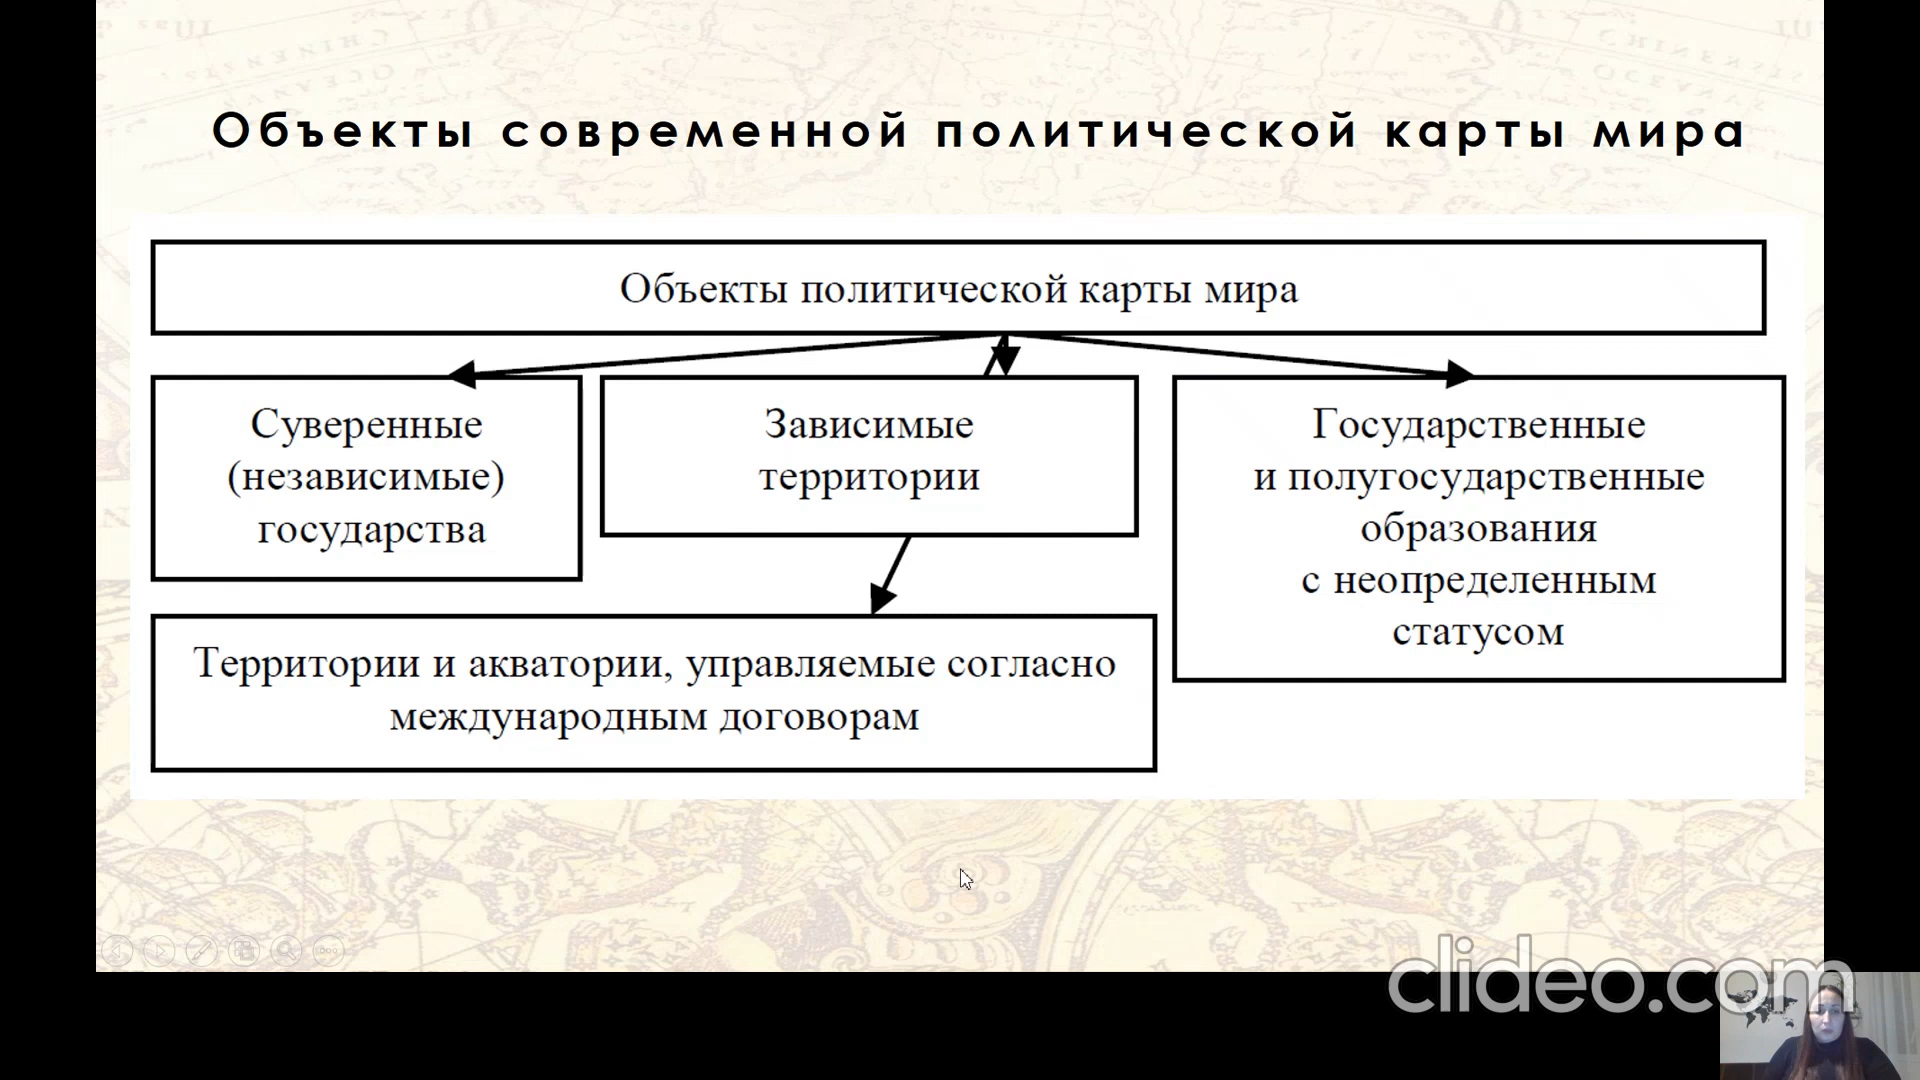 Объекты современной политической карты мира
Объекты политической карты мира
Суверенные
(независимые)
государства
Зависимые
территории
Государственные
и полугосударственные
образования
с неопределенным
статусом
Территории и акватории, управляемые согласно
международным договорам
clideo.com